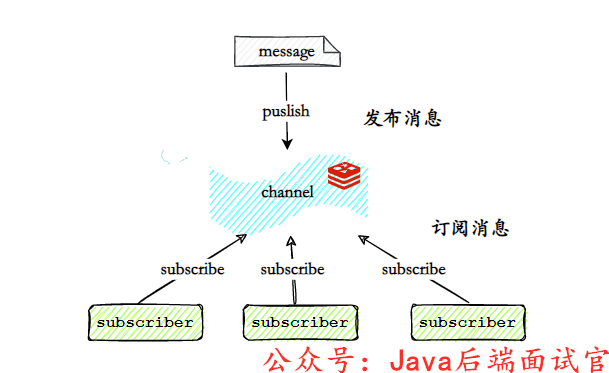 message
puslish
发布消息
channel
订阅消息
subscribe subscribe subscribe
subscriber subscriber subscriber
公众号：Java后端面试官